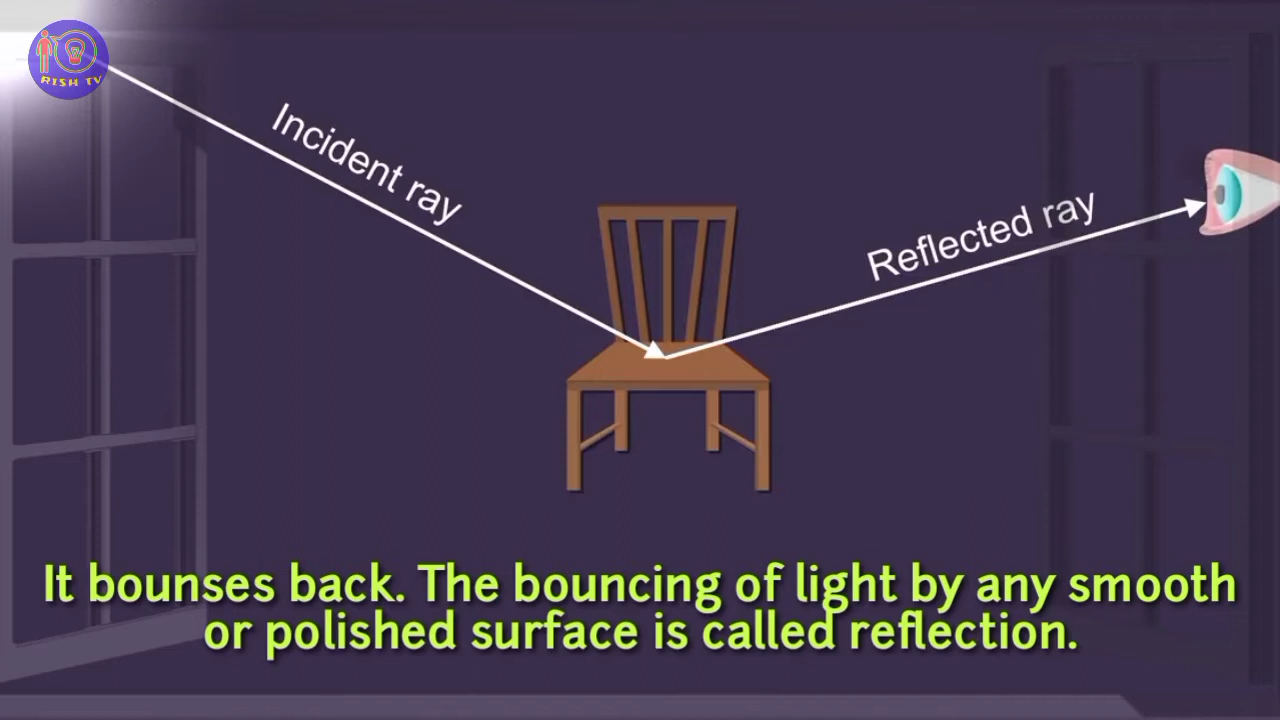 RISH TV
Incident ray
Reflected ray
It bounses back. The bouncing of light by any smooth
or polished surface is called reflection.